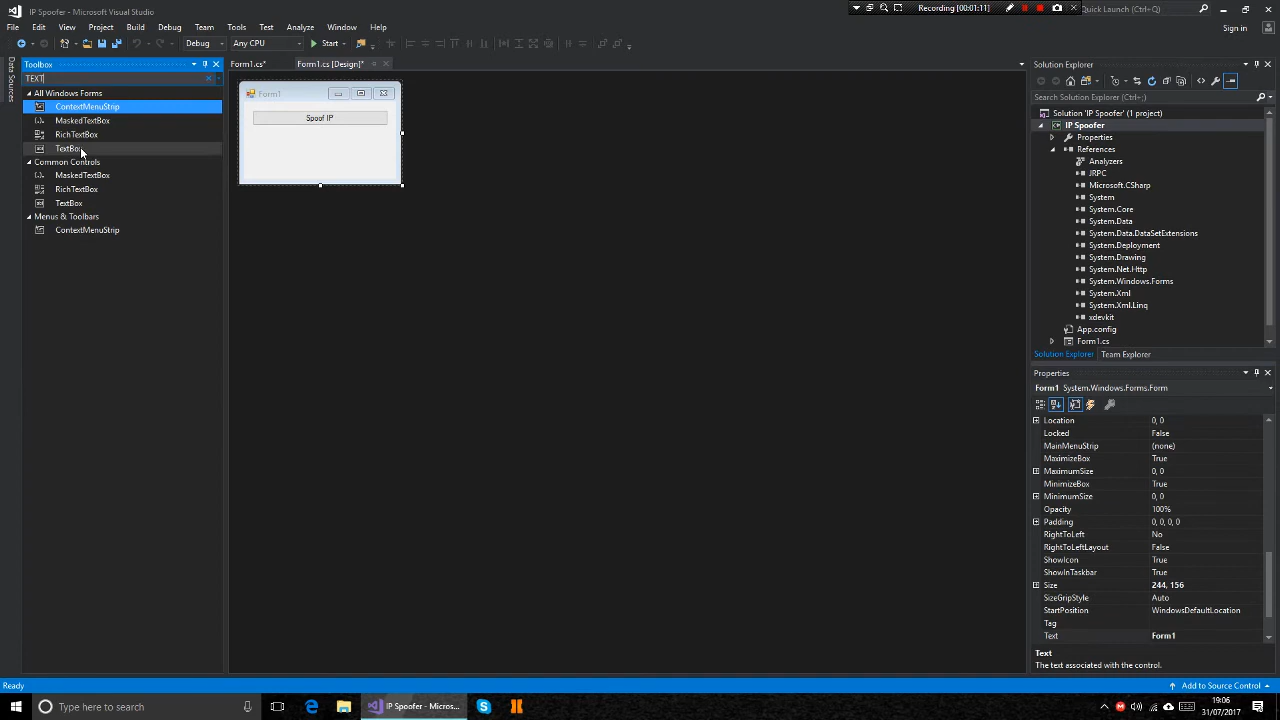 IP Spoofer - Microsoft Visual Studio
Recording [00:01:11]
Quick Launch (Ctrl+Q)
File Edit View Project Build Debug Team Tools Test Analyze Window Help
Sign in
Debug Any CPU Start
Data Sources
Toolbox
TEXT
All Windows Forms
ContextMenuStrip
MaskedTextBox
RichTextBox
TextBox
Common Controls
MaskedTextBox
RichTextBox
TextBox
Menus & Toolbars
ContextMenuStrip
Form1.cs* Form1.cs [Design]*
Form1
Spoof IP
Solution Explorer
Search Solution Explorer (Ctrl+;)
Solution 'IP Spoofer' (1 project)
IP Spoofer
Properties
References
Analyzers
JRPC
Microsoft.CSharp
System
System.Core
System.Data
System.Data.DataSetExtensions
System.Deployment
System.Drawing
System.Net.Http
System.Windows.Forms
System.Xml
System.Xml.Linq
xdevkit
App.config
Form1.cs
Solution Explorer Team Explorer
Properties
Form1 System.Windows.Forms.Form
Location 0, 0
Locked False
MainMenuStrip (none)
MaximizeBox True
MaximumSize 0, 0
MinimizeBox True
MinimumSize 0, 0
Opacity 100%
Padding 0, 0, 0, 0
RightToLeft No
RightToLeftLayout False
ShowIcon True
ShowInTaskbar True
Size 244, 156
SizeGripStyle Auto
StartPosition WindowsDefaultLocation
Tag
Text Form1
Text
The text associated with the control.
Ready
Add to Source Control
Type here to search
IP Spoofer - Micros...
19:06
31/07/2017